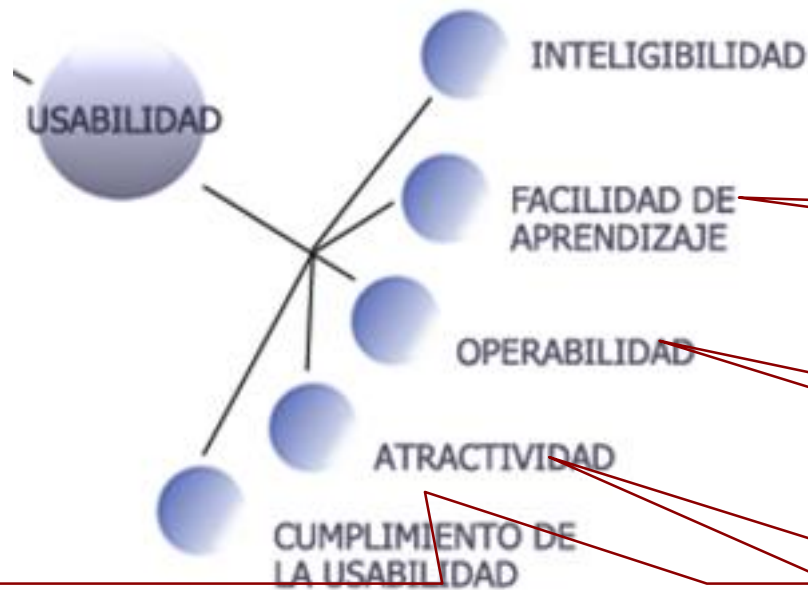 INTELIGIBILIDAD
USABILIDAD
FACILIDAD DE
APRENDIZAJE
OPERABILIDAD
ATRACTIVIDAD
CUMPLIMIENTO DE
LA USABILIDAD